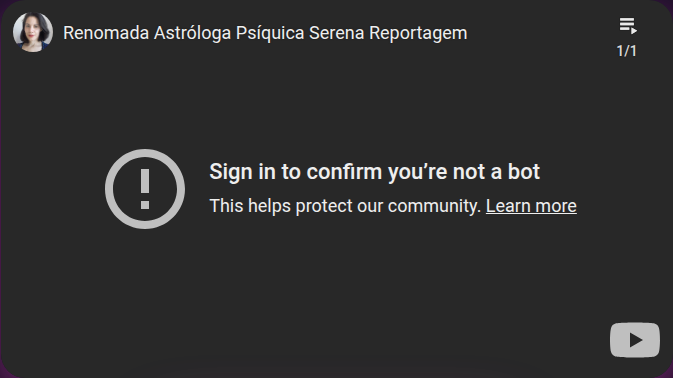 Renomada Astróloga Psíquica Serena Reportagem
1/1
Sign in to confirm you’re not a bot
This helps protect our community. Learn more